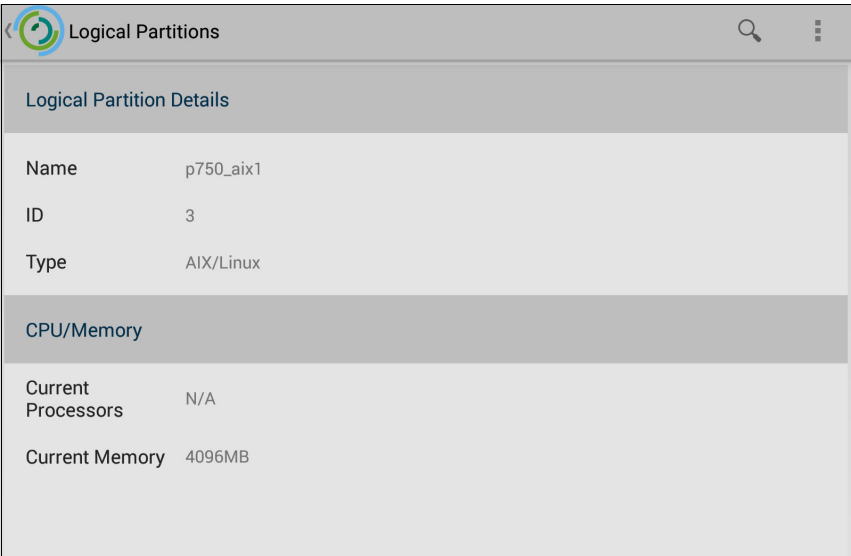 Logical Partitions
Logical Partition Details
Name p750_aix1
ID 3
Type AIX/Linux
CPU/Memory
Current
Processors N/A
Current Memory 4096MB